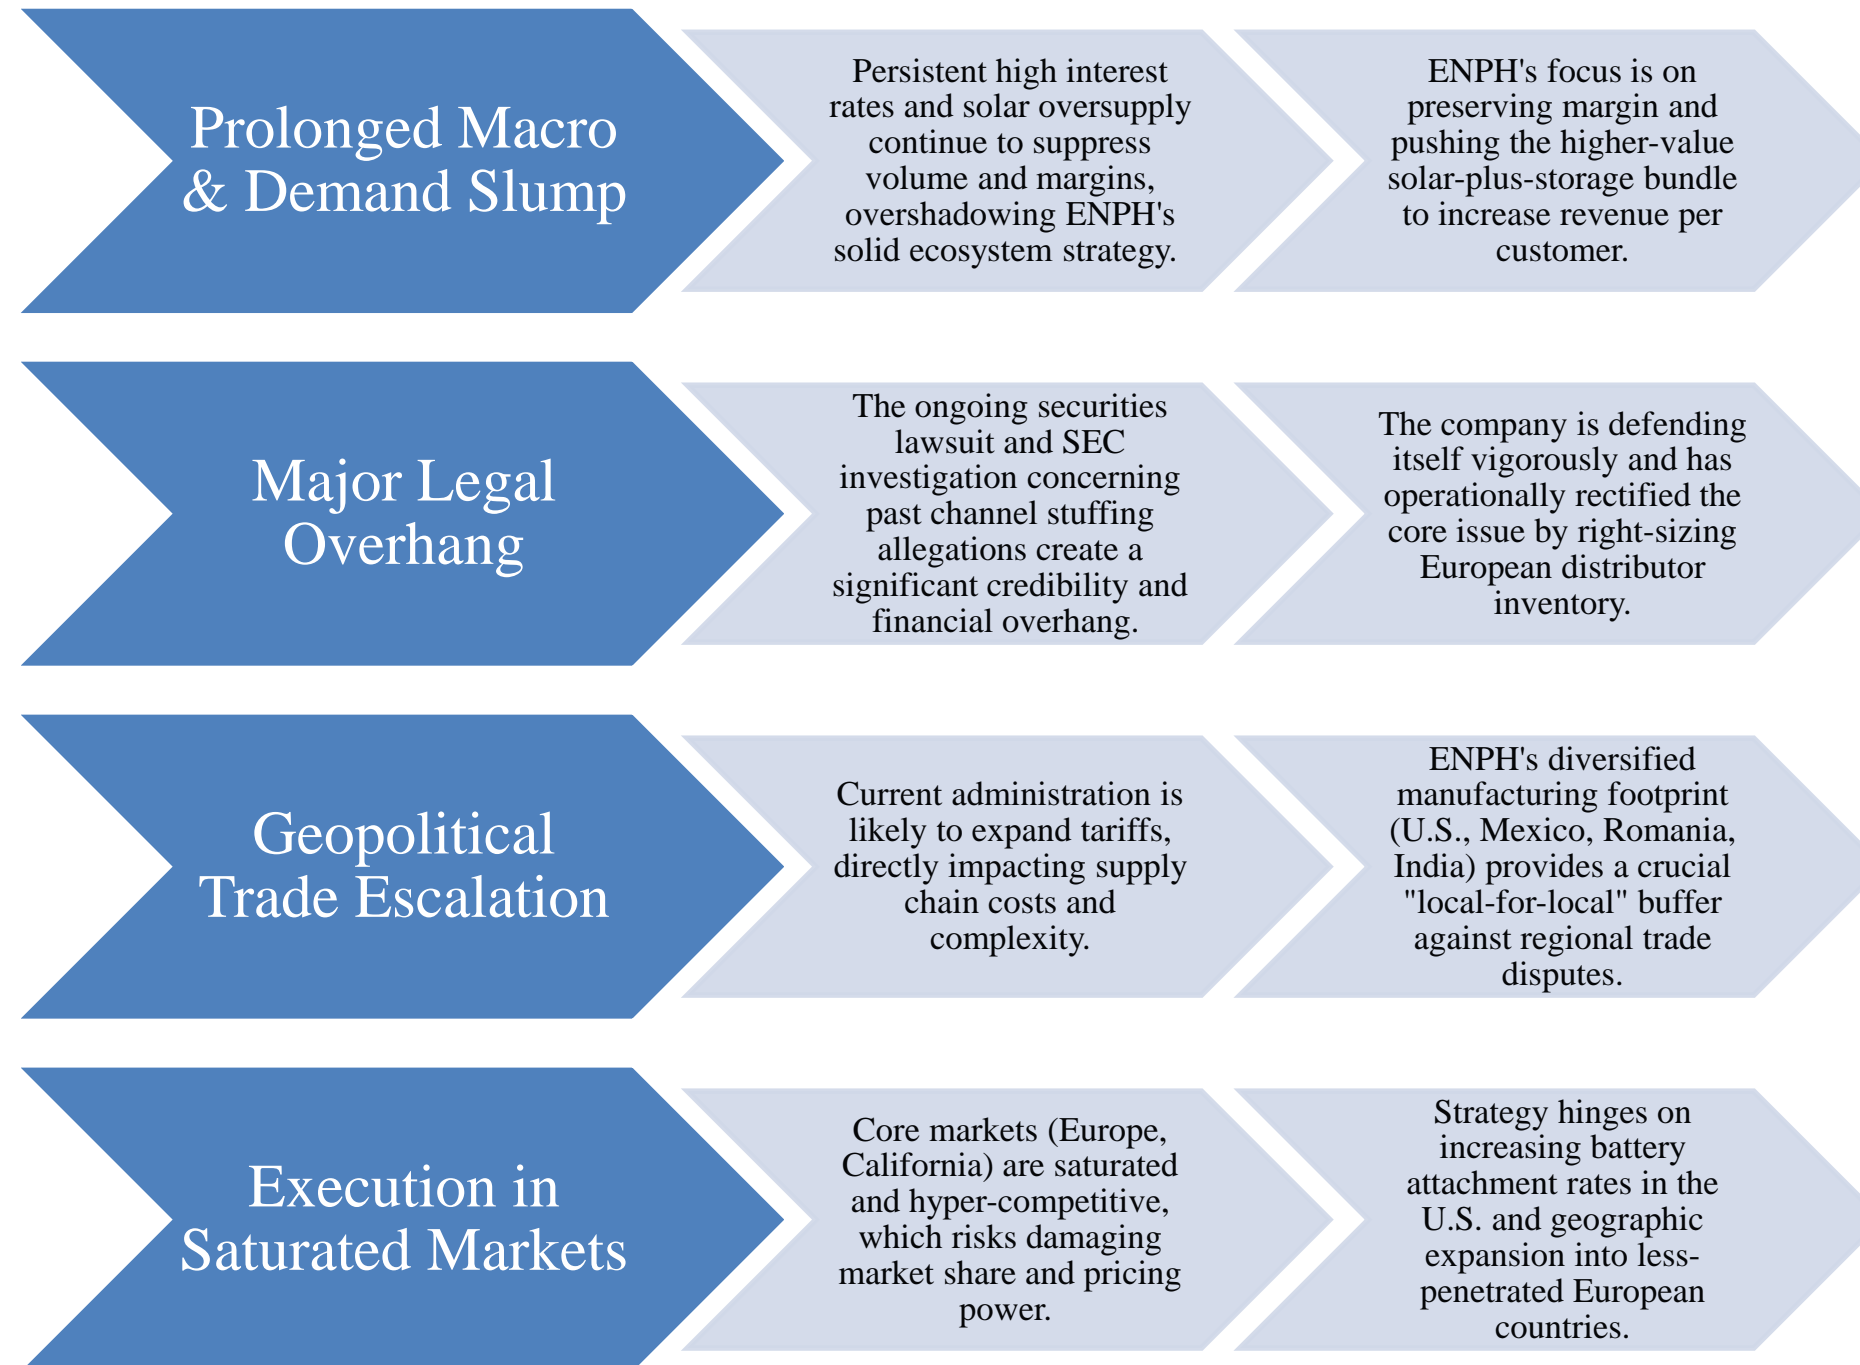 Prolonged Macro
& Demand Slump
Persistent high interest
rates and solar oversupply
continue to suppress
volume and margins,
overshadowing ENPH's
solid ecosystem strategy.
ENPH's focus is on
preserving margin and
pushing the higher-value
solar-plus-storage bundle
to increase revenue per
customer.
Major Legal
Overhang
The ongoing securities
lawsuit and SEC
investigation concerning
past channel stuffing
allegations create a
significant credibility and
financial overhang.
The company is defending
itself vigorously and has
operationally rectified the
core issue by right-sizing
European distributor
inventory.
Geopolitical
Trade Escalation
Current administration is
likely to expand tariffs,
directly impacting supply
chain costs and
complexity.
ENPH's diversified
manufacturing footprint
(U.S., Mexico, Romania,
India) provides a crucial
"local-for-local" buffer
against regional trade
disputes.
Execution in
Saturated Markets
Core markets (Europe,
California) are saturated
and hyper-competitive,
which risks damaging
market share and pricing
power.
Strategy hinges on
increasing battery
attachment rates in the
U.S. and geographic
expansion into less-
penetrated European
countries.